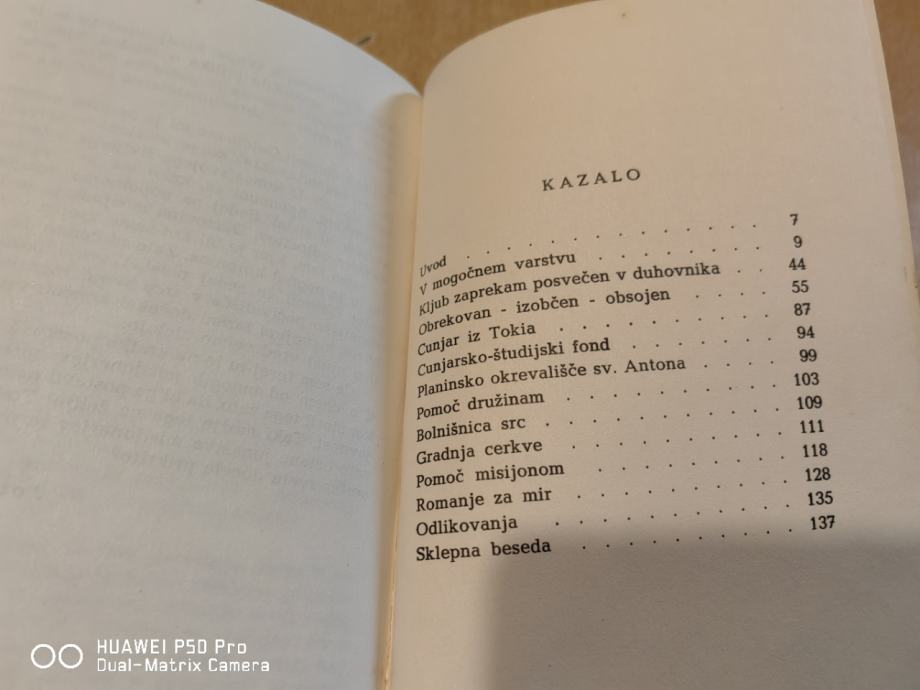 KAZALO
Uvod . . . . . . . . . . . . . 7
V mogočnem varstvu . . . . . . . 9
Kljub zaprekam posvečen v duhovnika . . 44
Obrekovan - izobčen - obsojen . . . . 55
Cunjar iz Tokia . . . . . . . . . 87
Cunjarsko-študijski fond . . . . . . 94
Planinsko okrevališče sv. Antona . . . . 99
Pomoč družinam . . . . . . . . . 103
Bolnišnica src . . . . . . . . . . 109
Gradnja cerkve . . . . . . . . . 111
Pomoč misijonom . . . . . . . . 118
Romanje za mir . . . . . . . . . 128
Odlikovanja . . . . . . . . . . 135
Sklepna beseda . . . . . . . . . 137
HUAWEI P50 Pro
Dual-Matrix Camera